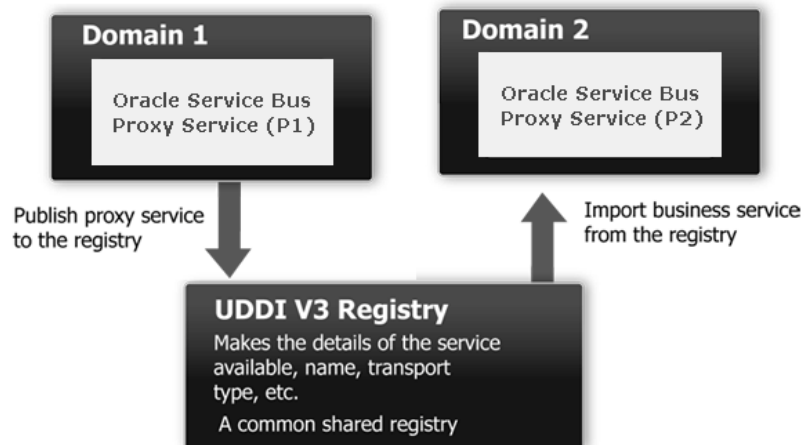 Domain 1
Oracle Service Bus
Proxy Service (P1)
Domain 2
Oracle Service Bus
Proxy Service (P2)
Publish proxy service
to the registry
Import business service
from the registry
UDDI V3 Registry
Makes the details of the service
available, name, transport
type, etc.
A common shared registry